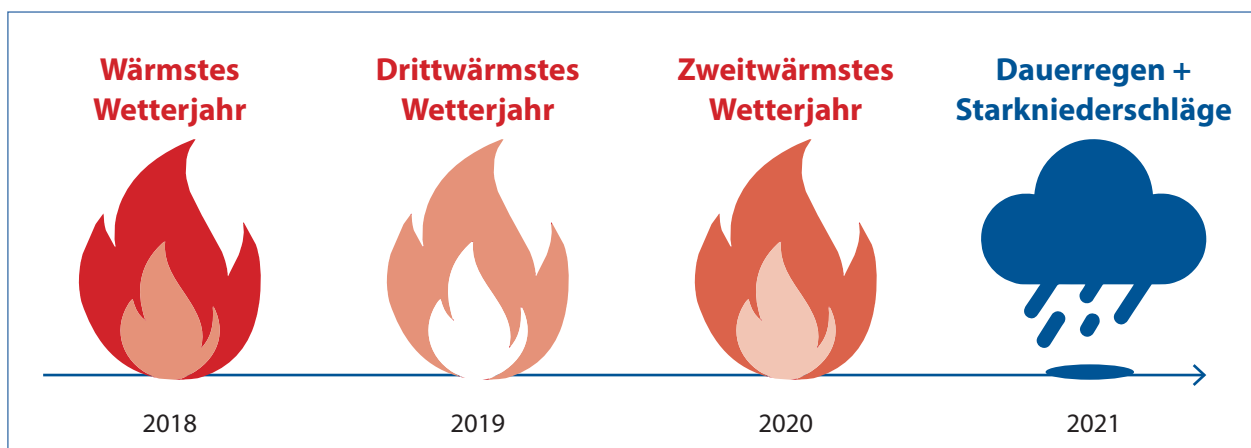 Wärmstes
Wetterjahr
Drittwärmstes
Wetterjahr
Zweitwärmstes
Wetterjahr
Dauerregen +
Starkniederschläge
2018
2019
2020
2021